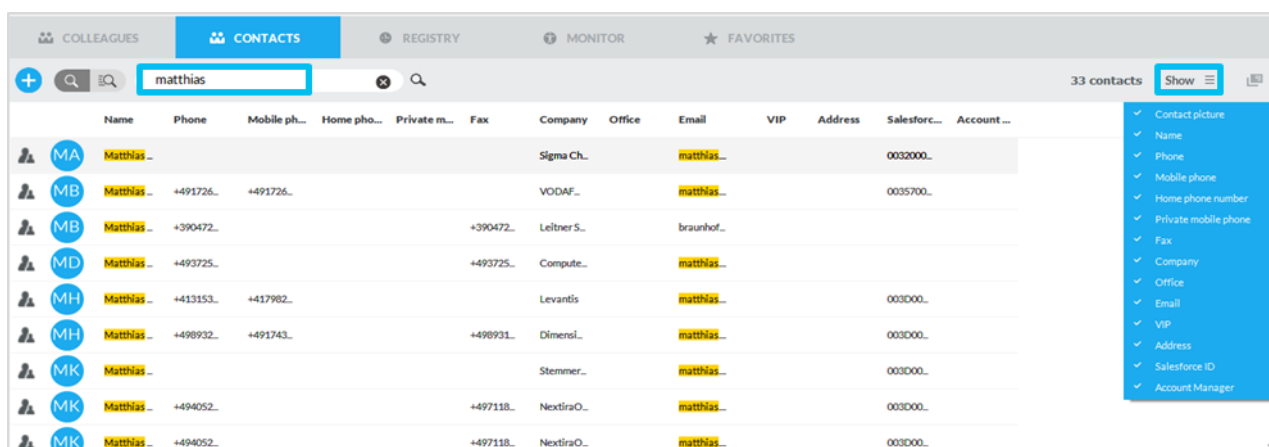 COLLEAGUES CONTACTS REGISTRY MONITOR FAVORITES
matthias 33 contacts Show
Name Phone Mobile ph... Home pho... Private m... Fax Company Office Email VIP Address Salesforc... Account ...
MA Matthias ... Sigma Ch... matthias... 0032000...
MB Matthias ... +491726... +491726... VODAF... matthias... 0035700...
MB Matthias ... +390472... +390472... Leitner S... braunhof...
MD Matthias ... +493725... +493725... Compute... matthias...
MH Matthias ... +413153... +417982... Levantis matthias... 003D00...
MH Matthias ... +498932... +491743... +498931... Dimensi... matthias... 003D00...
MK Matthias ... Stemmer... matthias... 003D00...
MK Matthias ... +494052... +497118... NextiraO... matthias... 003D00...
MK Matthias ... +494052... +497118... NextiraO... matthias... 003D00...
Contact picture
Name
Phone
Mobile phone
Home phone number
Private mobile phone
Fax
Company
Office
Email
VIP
Address
Salesforce ID
Account Manager